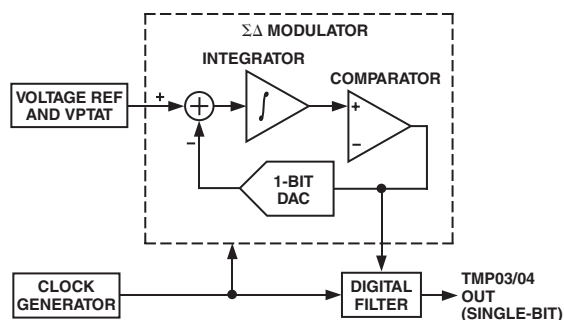 ΣΔ MODULATOR
INTEGRATOR
COMPARATOR
VOLTAGE REF
AND VPTAT
+
+
∫
+
−
−
1-BIT
DAC
CLOCK
GENERATOR
DIGITAL
FILTER
TMP03/04
OUT
(SINGLE-BIT)